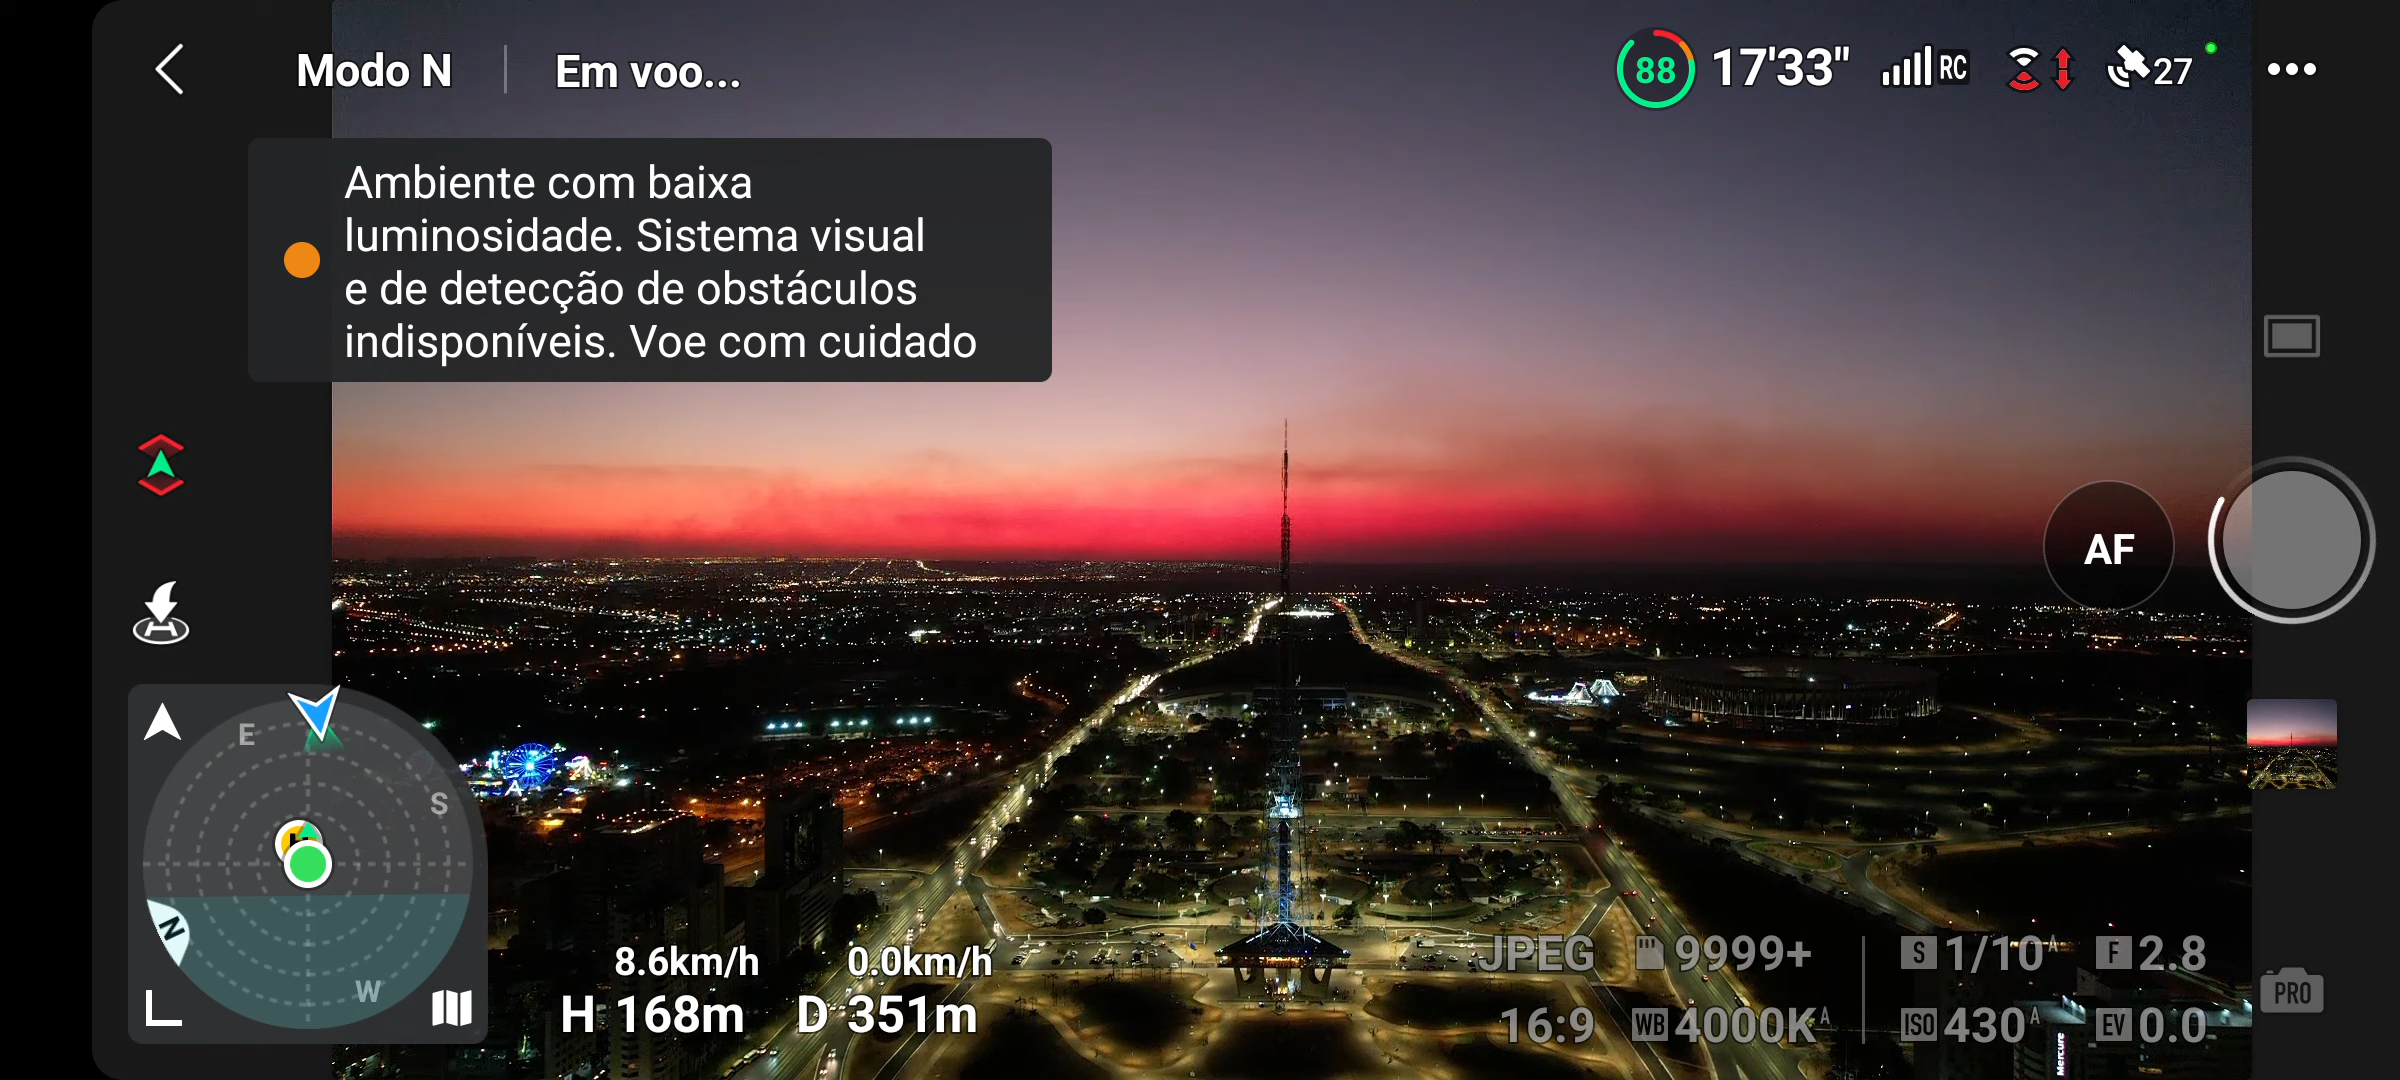 Modo N
Em voo...
88
17'33"
RC
27
Ambiente com baixa
luminosidade. Sistema visual
e de detecção de obstáculos
indisponíveis. Voe com cuidado
AF
E
S
N
W
8.6km/h
0.0km/h
H 168m
D 351m
JPEG
9999+
S 1/10 A
F 2.8
16:9
WB 4000K A
ISO 430 A
EV 0.0
PRO
Mercure